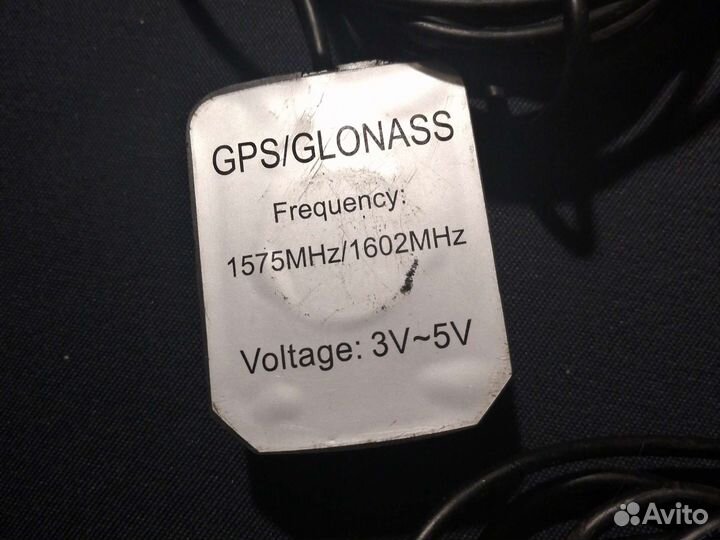 GPS/GLONASS
Frequency:
1575MHz/1602MHz
Voltage: 3V~5V
Avito